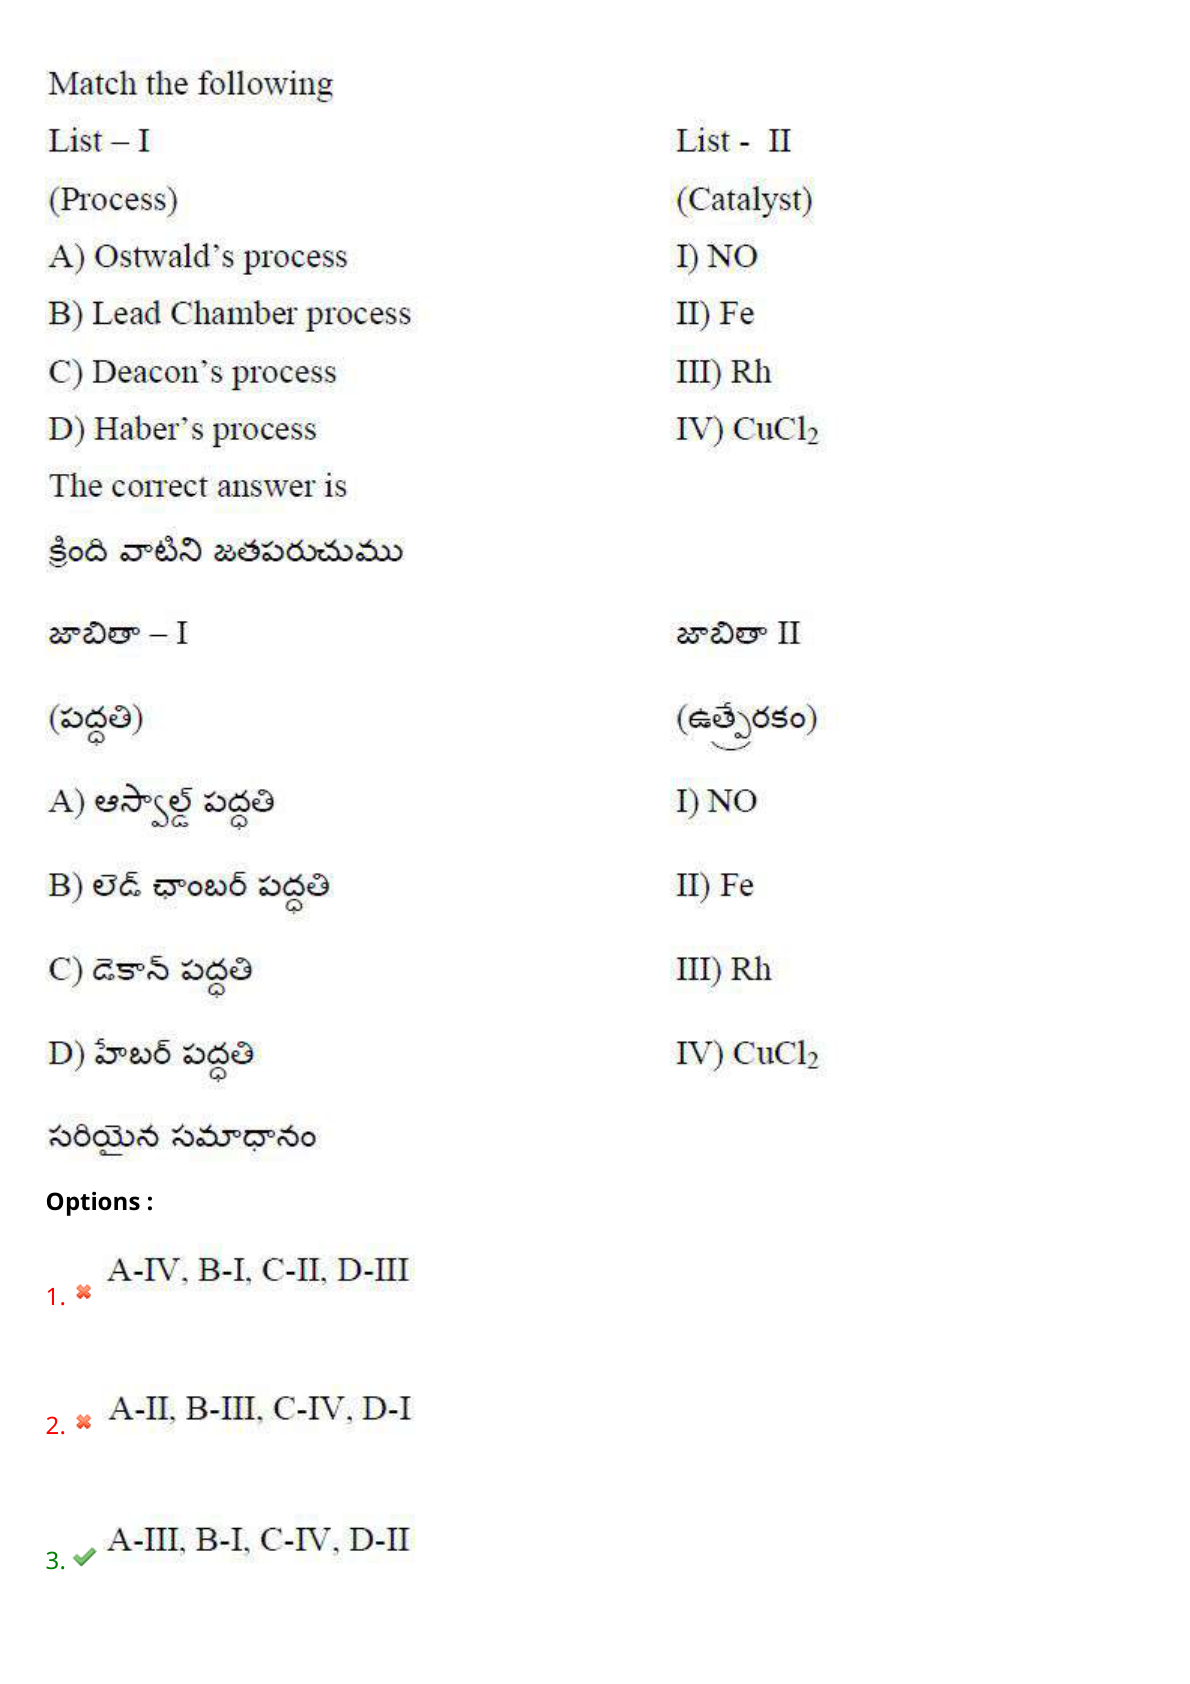 Match the following
List – I List - II
(Process) (Catalyst)
A) Ostwald’s process I) NO
B) Lead Chamber process II) Fe
C) Deacon’s process III) Rh
D) Haber’s process IV) CuCl₂
The correct answer is
క్రింది వాటిని జతపరుచుము
జాబితా – I జాబితా II
(పద్ధతి) (ఉత్ప్రేరకం)
A) ఆస్వాల్డ్ పద్ధతి I) NO
B) లెడ్ ఛాంబర్ పద్ధతి II) Fe
C) డెకాన్ పద్ధతి III) Rh
D) హేబర్ పద్ధతి IV) CuCl₂
సరియైన సమాధానం
Options :
1. A-IV, B-I, C-II, D-III
2. A-II, B-III, C-IV, D-I
3. A-III, B-I, C-IV, D-II